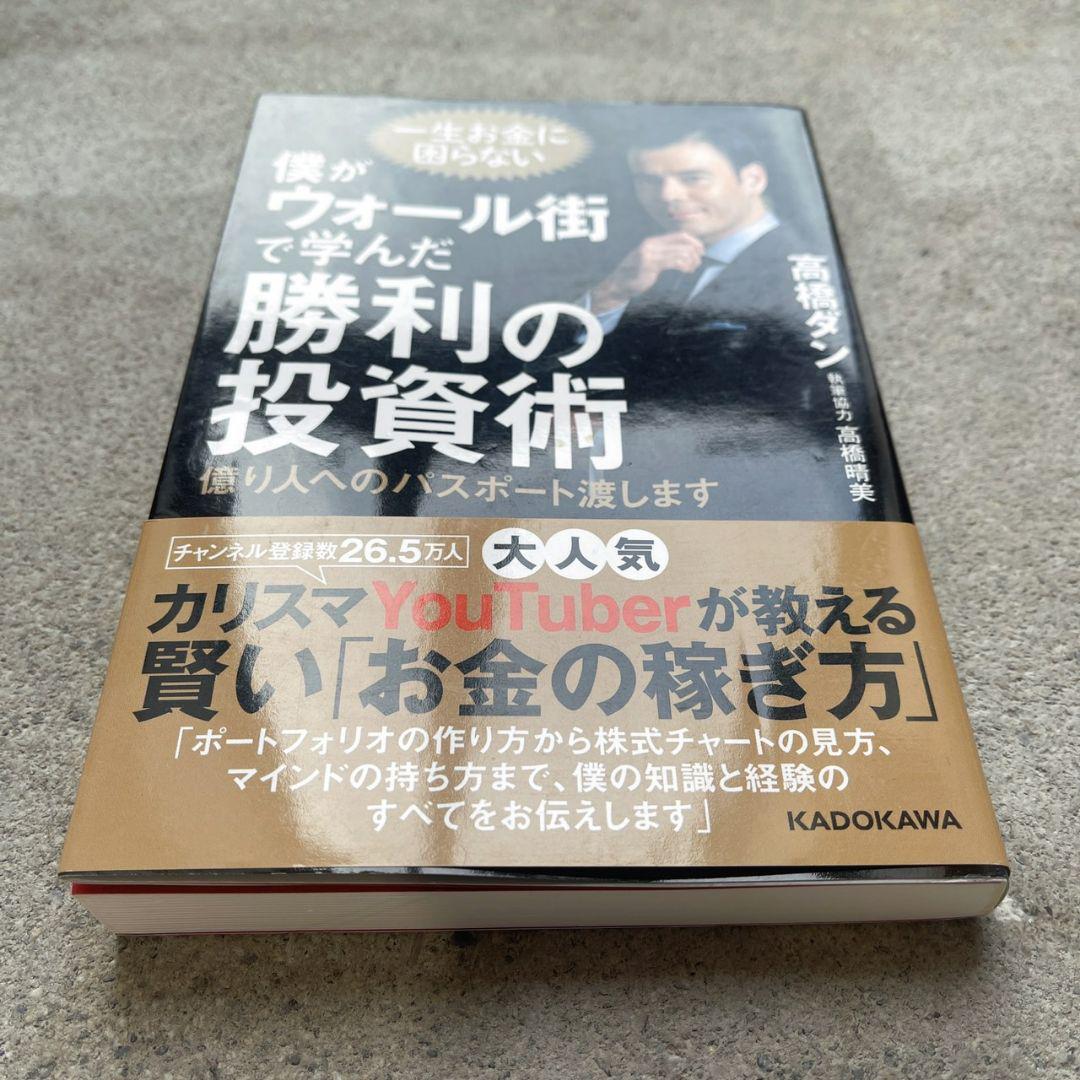 一生お金に
困らない
僕が
ウォール街
で学んだ
勝利の
投資術
億り人へのパスポート渡します
高橋ダン
執筆協力 高橋晴美
チャンネル登録数26.5万人
大人気
カリスマYouTuberが教える
賢い「お金の稼ぎ方」
「ポートフォリオの作り方から株式チャートの見方、
マインドの持ち方まで、僕の知識と経験の
すべてをお伝えします」
KADOKAWA